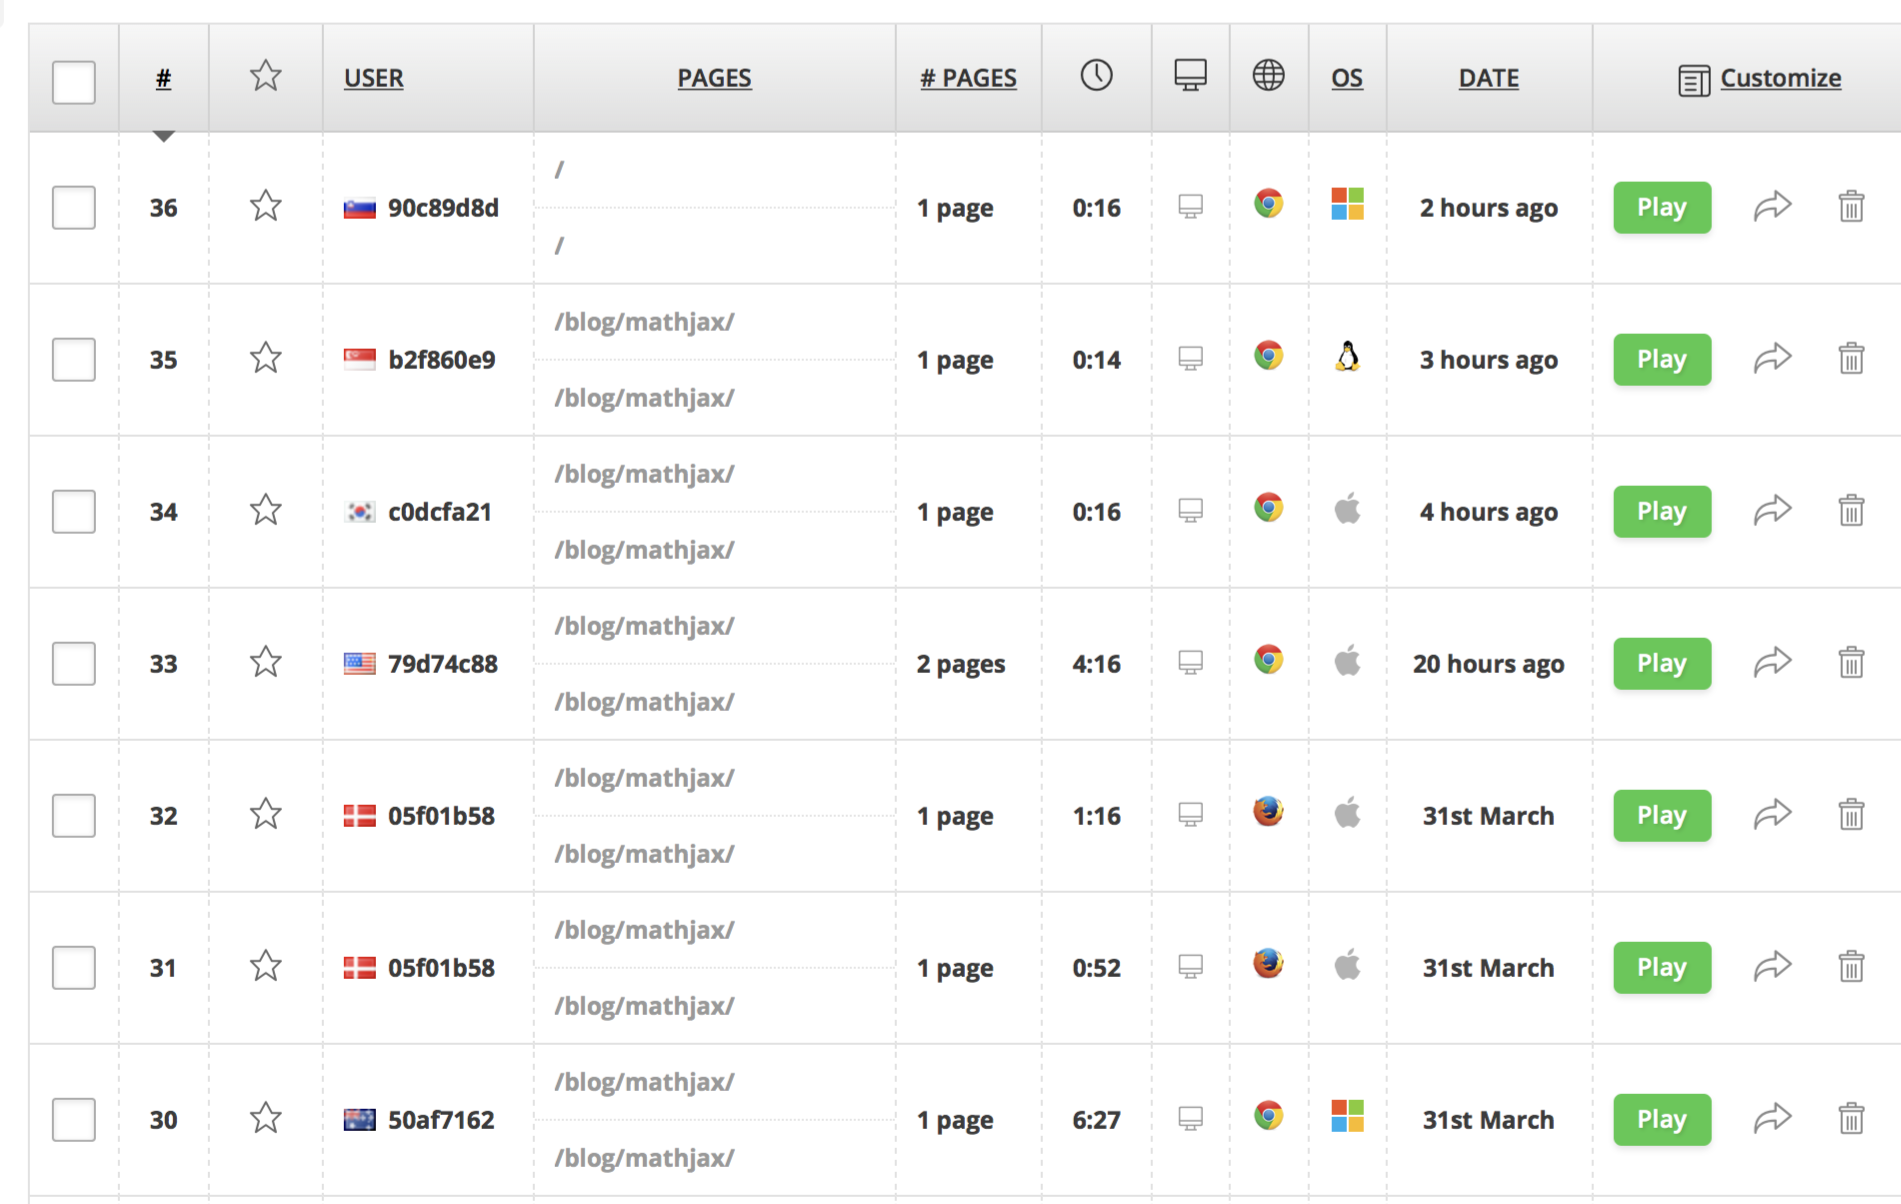 # USER PAGES # PAGES OS DATE Customize
/
36 90c89d8d 1 page 0:16 2 hours ago Play
/
/blog/mathjax/
35 b2f860e9 1 page 0:14 3 hours ago Play
/blog/mathjax/
/blog/mathjax/
34 c0dcfa21 1 page 0:16 4 hours ago Play
/blog/mathjax/
/blog/mathjax/
33 79d74c88 2 pages 4:16 20 hours ago Play
/blog/mathjax/
/blog/mathjax/
32 05f01b58 1 page 1:16 31st March Play
/blog/mathjax/
/blog/mathjax/
31 05f01b58 1 page 0:52 31st March Play
/blog/mathjax/
/blog/mathjax/
30 50af7162 1 page 6:27 31st March Play
/blog/mathjax/